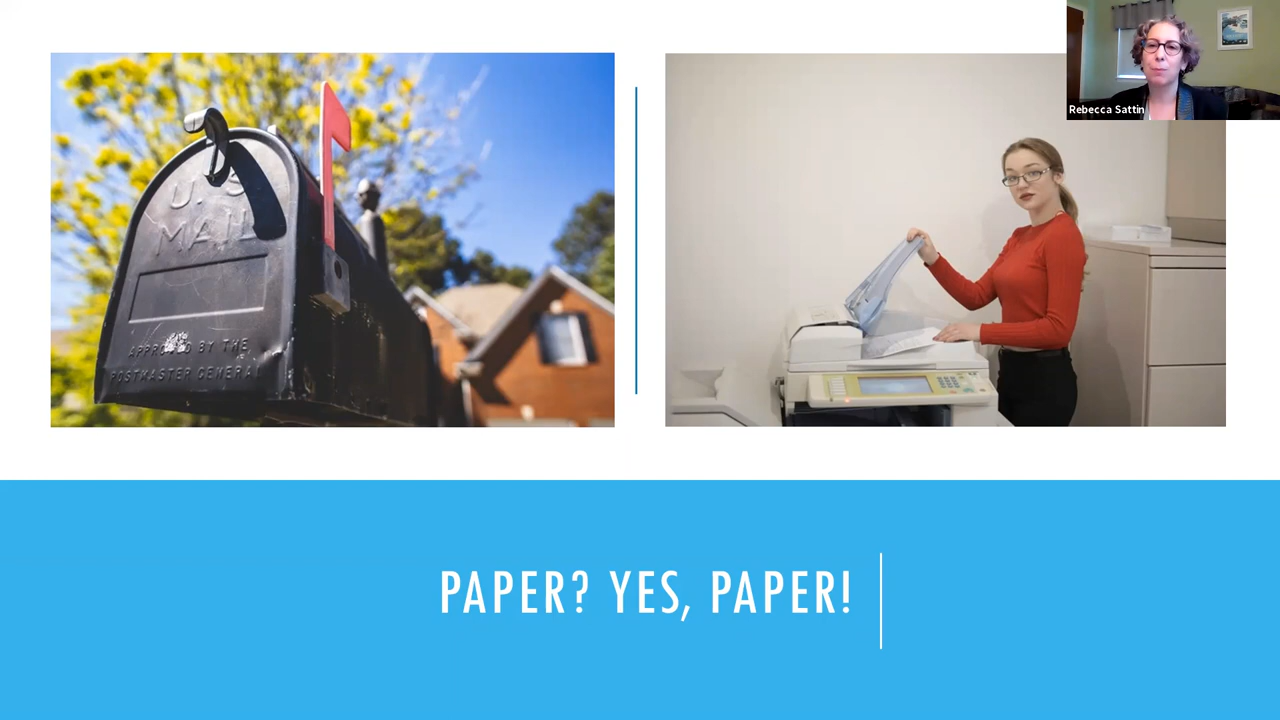 U. S
MAIL
APPROVED BY THE
POSTMASTER GENERAL
Rebecca Sattin
PAPER? YES, PAPER!